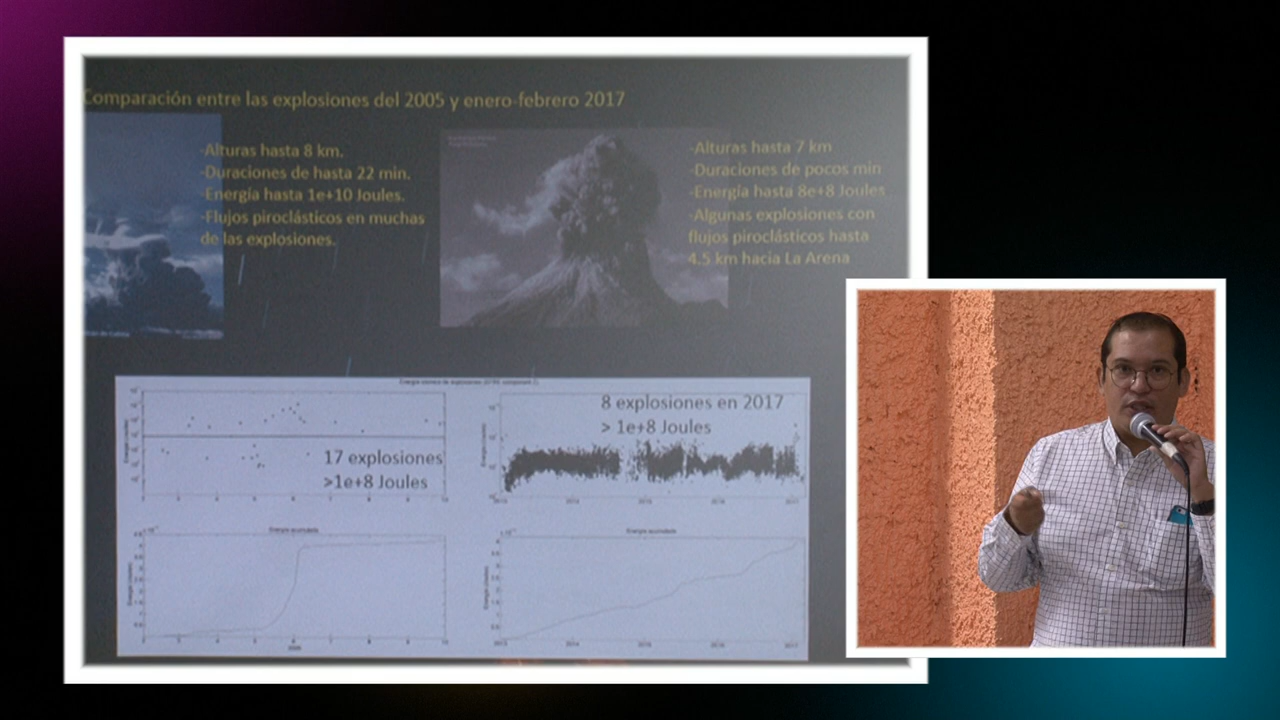 Comparación entre las explosiones del 2005 y enero-febrero 2017
-Alturas hasta 8 km.
-Duraciones de hasta 22 min.
-Energía hasta 1e+10 Joules.
-Flujos piroclásticos en muchas
de las explosiones.
-Alturas hasta 7 km
-Duraciones de pocos min
-Energía hasta 8e+8 Joules
-Algunas explosiones con
flujos piroclásticos hasta
4.5 km hacia La Arena
17 explosiones
>1e+8 Joules
8 explosiones en 2017
> 1e+8 Joules
Energía acumulada
Energía acumulada